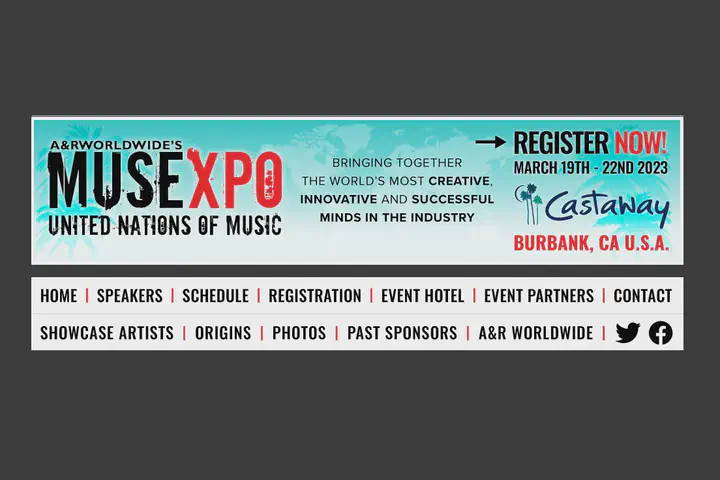 A&RWORLDWIDE'S
MUSEXPO
UNITED NATIONS OF MUSIC
BRINGING TOGETHER
THE WORLD'S MOST CREATIVE,
INNOVATIVE AND SUCCESSFUL
MINDS IN THE INDUSTRY
REGISTER NOW!
MARCH 19TH - 22ND 2023
Castaway
BURBANK, CA U.S.A.
HOME | SPEAKERS | SCHEDULE | REGISTRATION | EVENT HOTEL | EVENT PARTNERS | CONTACT
SHOWCASE ARTISTS | ORIGINS | PHOTOS | PAST SPONSORS | A&R WORLDWIDE |